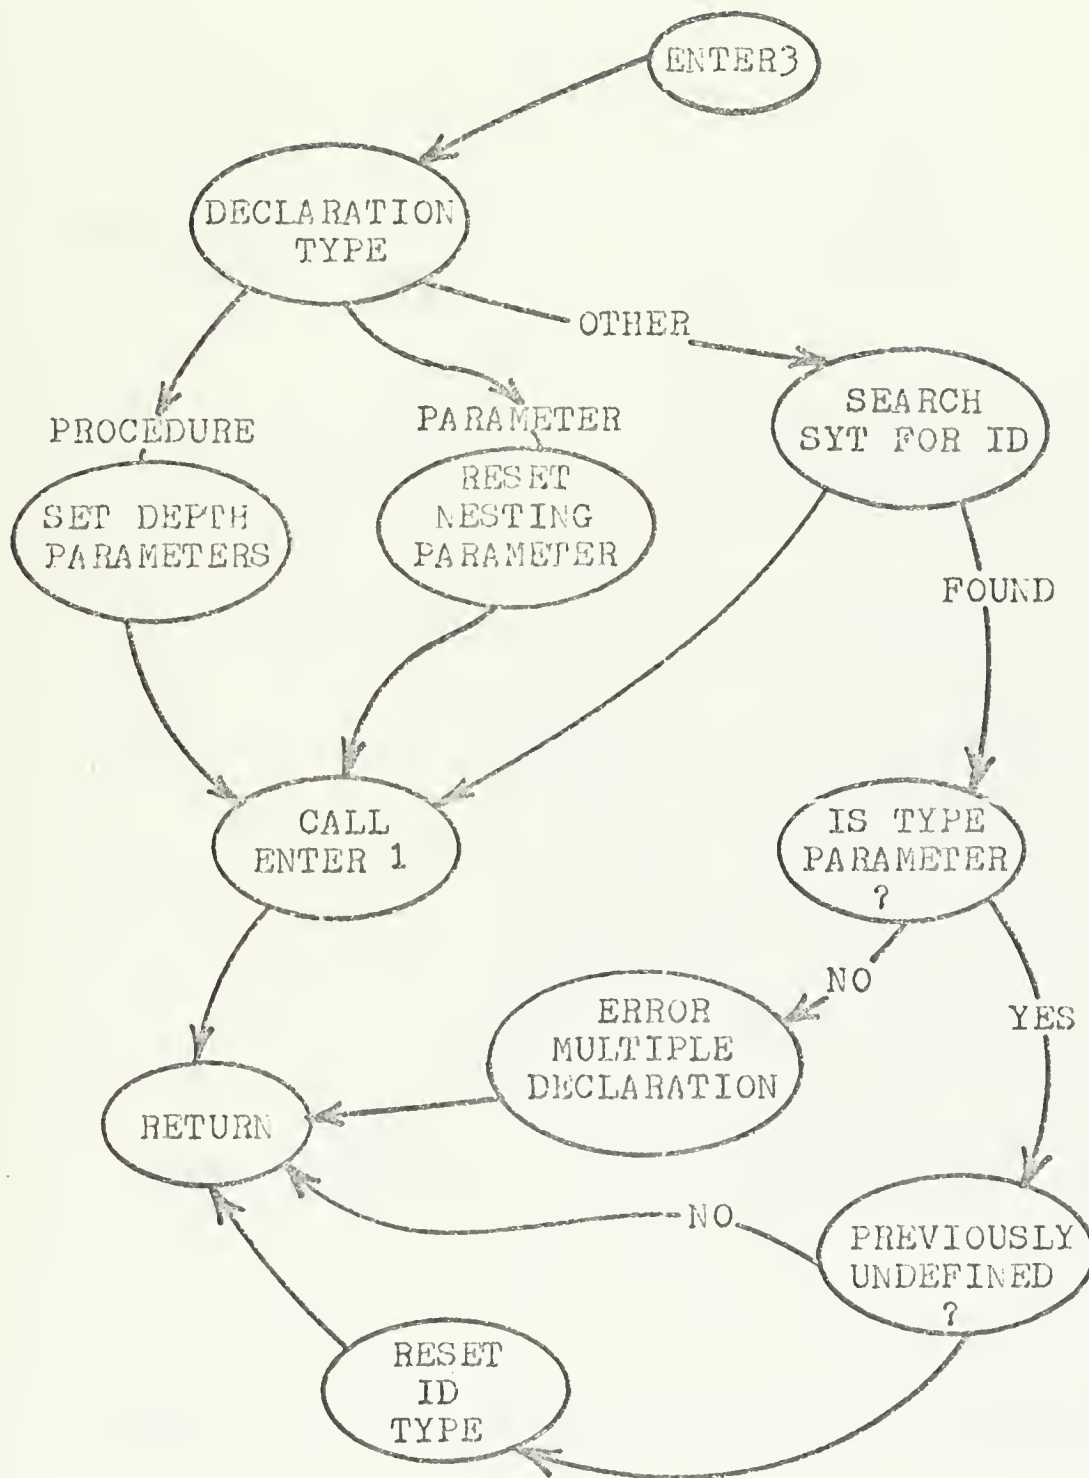 ENTER3
DECLARATION
TYPE
OTHER
PROCEDURE
PARAMETER
SEARCH
SYT FOR ID
SET DEPTH
PARAMETERS
RESET
NESTING
PARAMETER
FOUND
CALL
ENTER 1
IS TYPE
PARAMETER
?
NO
YES
ERROR
MULTIPLE
DECLARATION
RETURN
NO
PREVIOUSLY
UNDEFINED
?
RESET
ID
TYPE